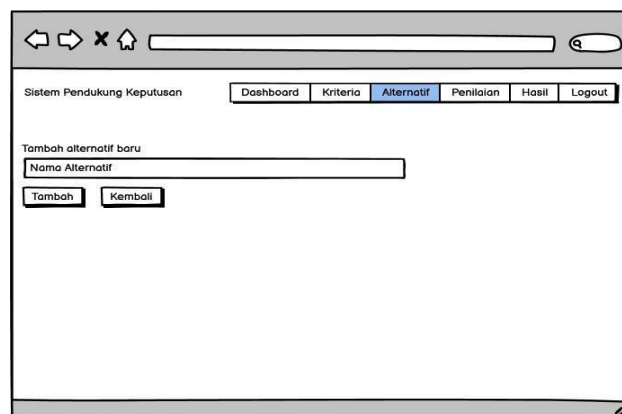 Sistem Pendukung Keputusan
Dashboard Kriteria Alternatif Penilaian Hasil Logout
Tambah alternatif baru
Nama Alternatif
Tambah Kembali